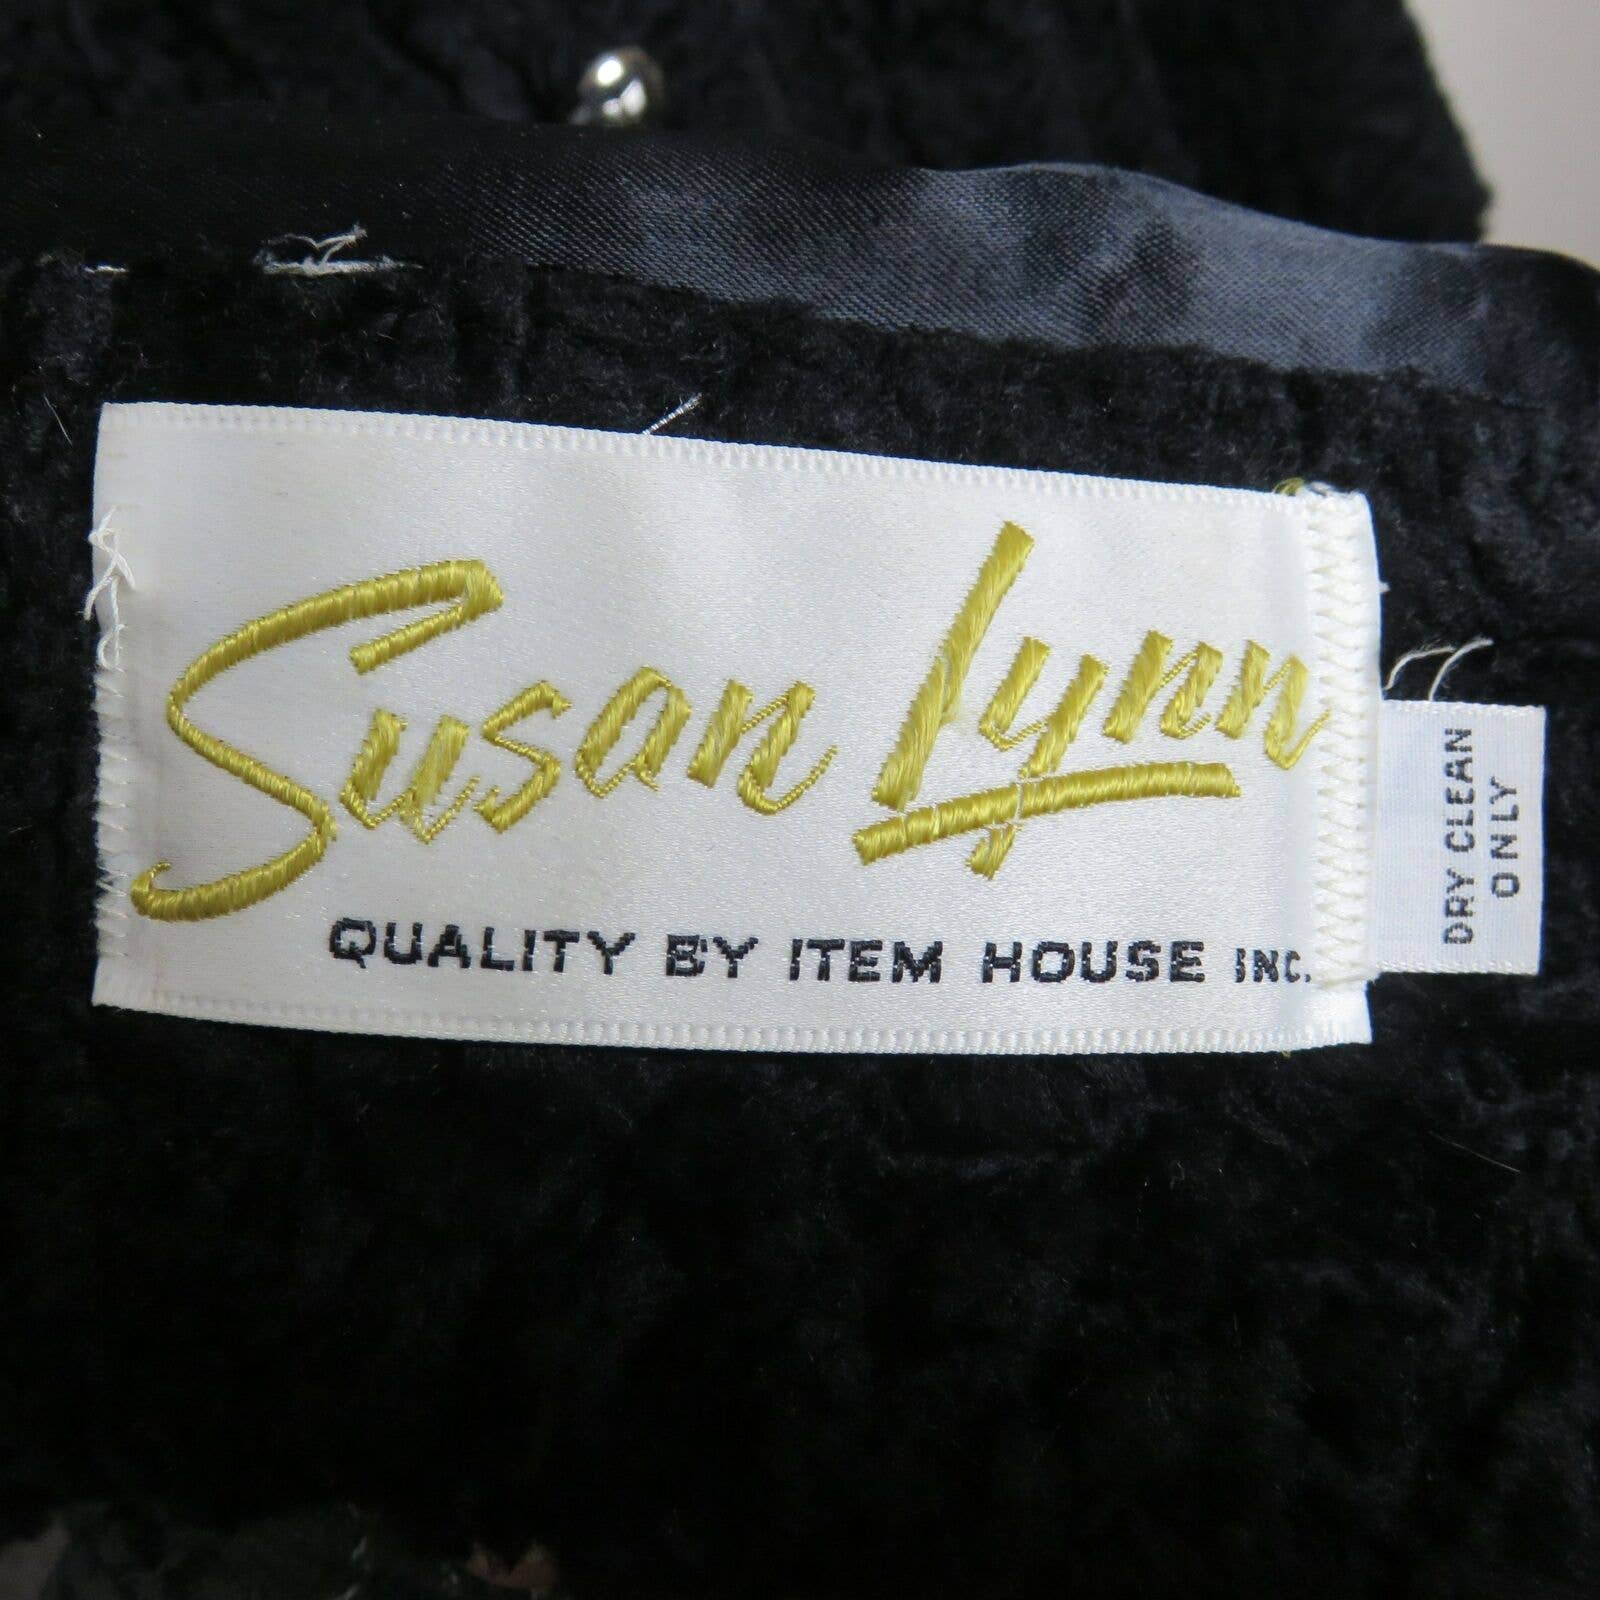 Susan Lynn
QUALITY BY ITEM HOUSE INC.
DRY CLEAN
ONLY